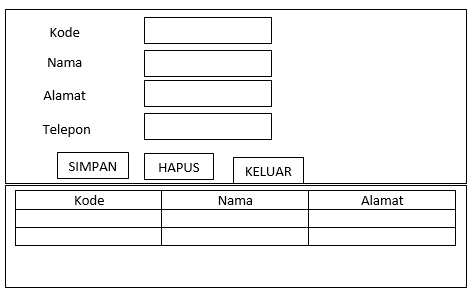 Kode
Nama
Alamat
Telepon
SIMPAN HAPUS KELUAR
Kode Nama Alamat